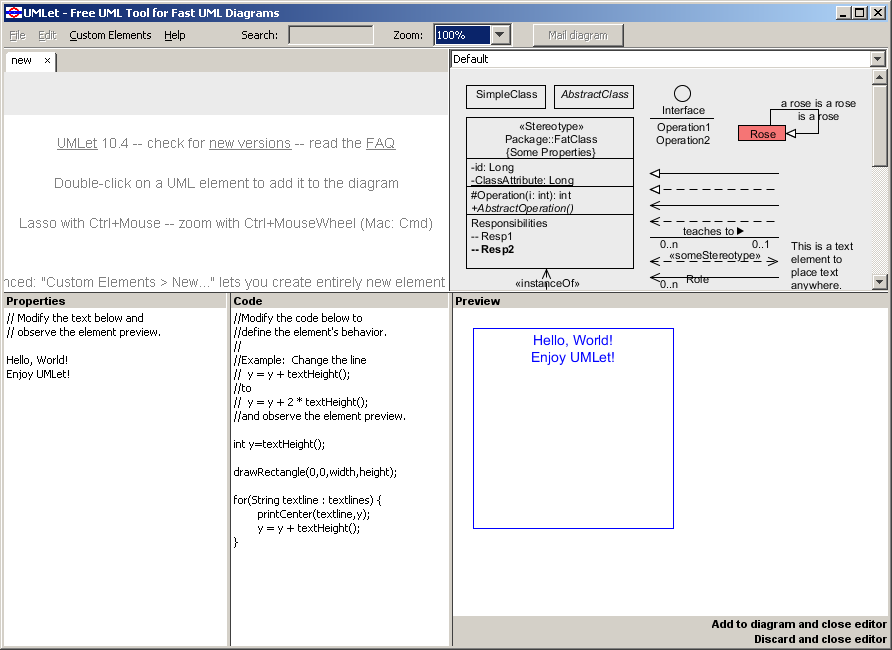 UMLet - Free UML Tool for Fast UML Diagrams
File Edit Custom Elements Help Search: Zoom: 100% Mail diagram
new ×
UMLet 10.4 -- check for new versions -- read the FAQ
Double-click on a UML element to add it to the diagram
Lasso with Ctrl+Mouse -- zoom with Ctrl+MouseWheel (Mac: Cmd)
nced: "Custom Elements > New..." lets you create entirely new element
Default
SimpleClass
AbstractClass
«Stereotype»
Package::FatClass
{Some Properties}
-id: Long
-ClassAttribute: Long
#Operation(i: int): int
+AbstractOperation()
Responsibilities
-- Resp1
-- Resp2
«instanceOf»
Interface
Operation1
Operation2
a rose is a rose
is a rose
Rose
teaches to ▶
0..n 0..1
«someStereotype»
Role
0..n
This is a text
element to
place text
anywhere.
Properties
// Modify the text below and
// observe the element preview.
Hello, World!
Enjoy UMLet!
Code
//Modify the code below to
//define the element's behavior.
//
//Example: Change the line
// y = y + textHeight();
//to
// y = y + 2 * textHeight();
//and observe the element preview.
int y=textHeight();
drawRectangle(0,0,width,height);
for(String textline : textlines) {
printCenter(textline,y);
y = y + textHeight();
}
Preview
Hello, World!
Enjoy UMLet!
Add to diagram and close editor
Discard and close editor